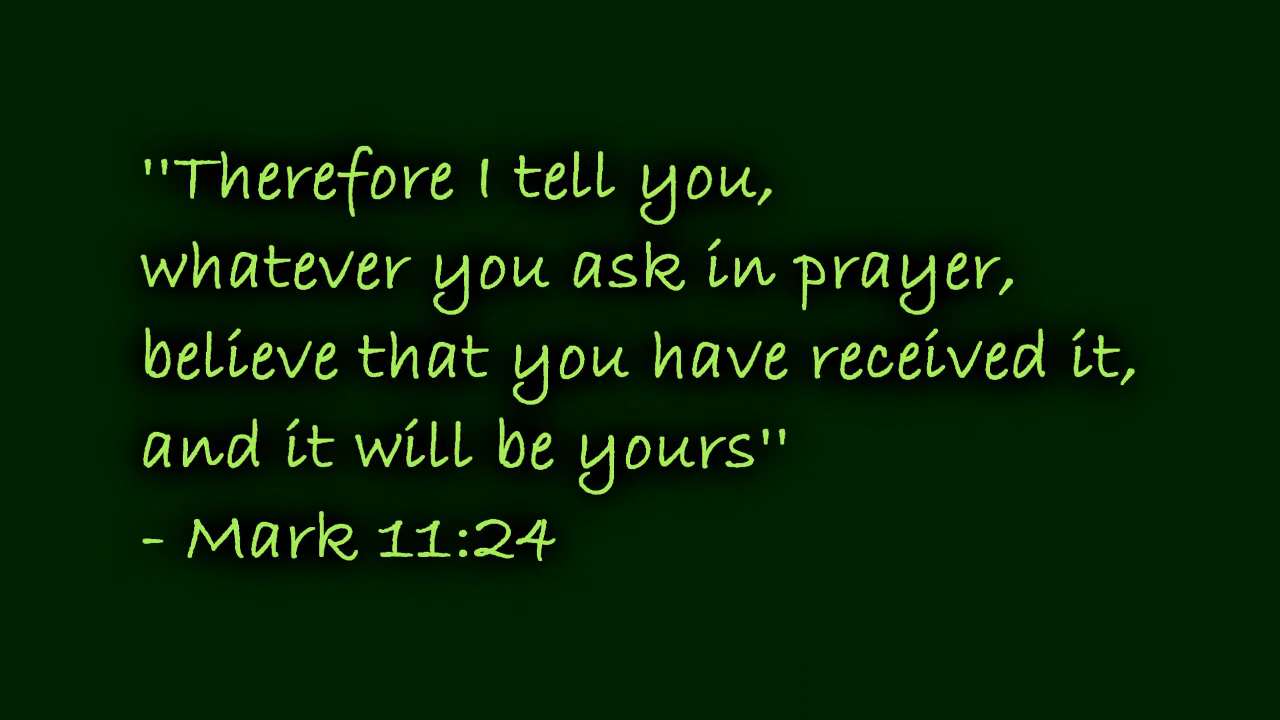 "Therefore I tell you,
whatever you ask in prayer,
believe that you have received it,
and it will be yours"
- Mark 11:24